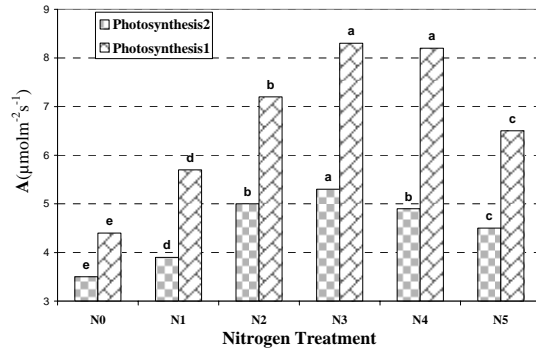 9
8
7
6
5
4
3
A(µmolm⁻²s⁻¹)
Photosynthesis2
Photosynthesis1
e e d d b b a a b a c c
N0 N1 N2 N3 N4 N5
Nitrogen Treatment